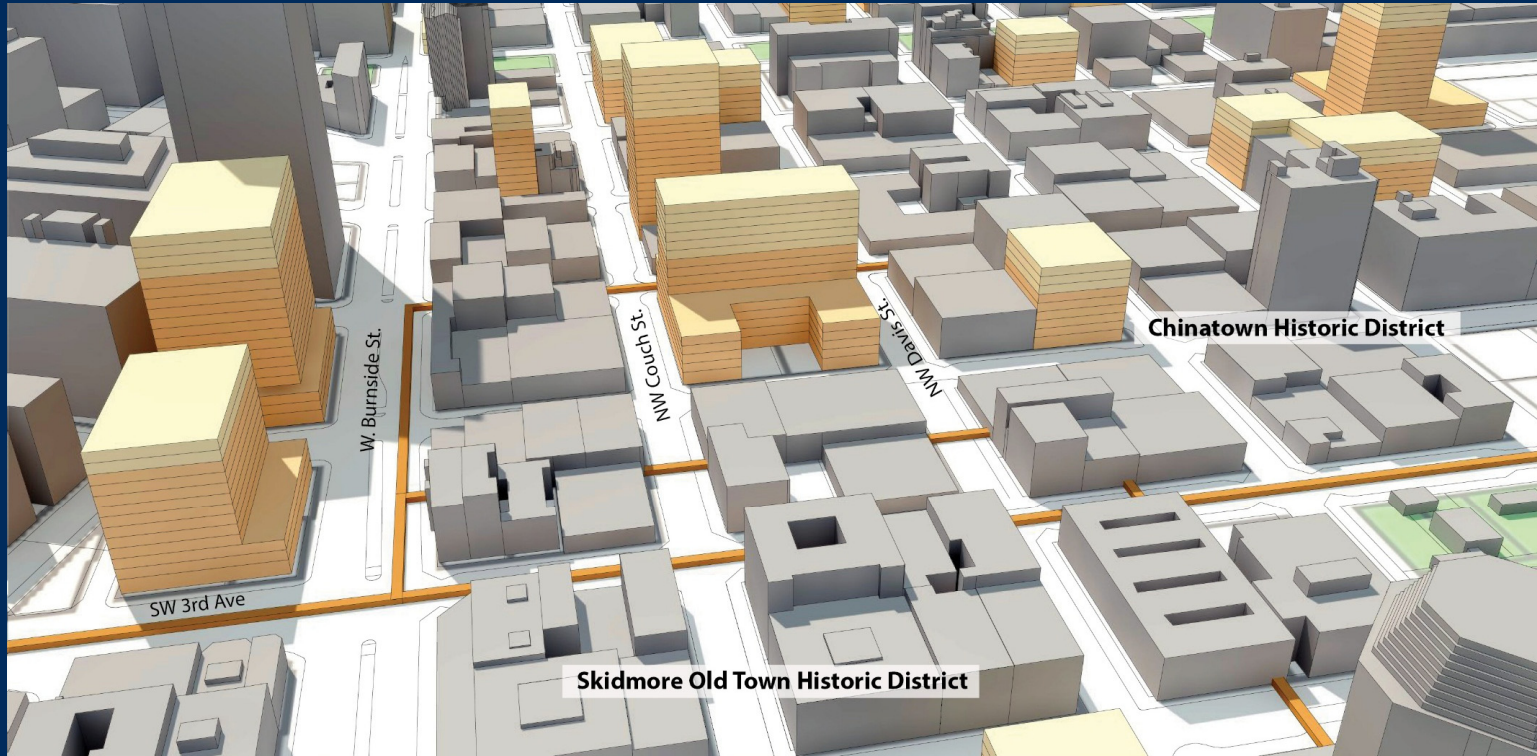 W. Burnside St.
NW Couch St.
NW Davis St.
Chinatown Historic District
SW 3rd Ave
Skidmore Old Town Historic District